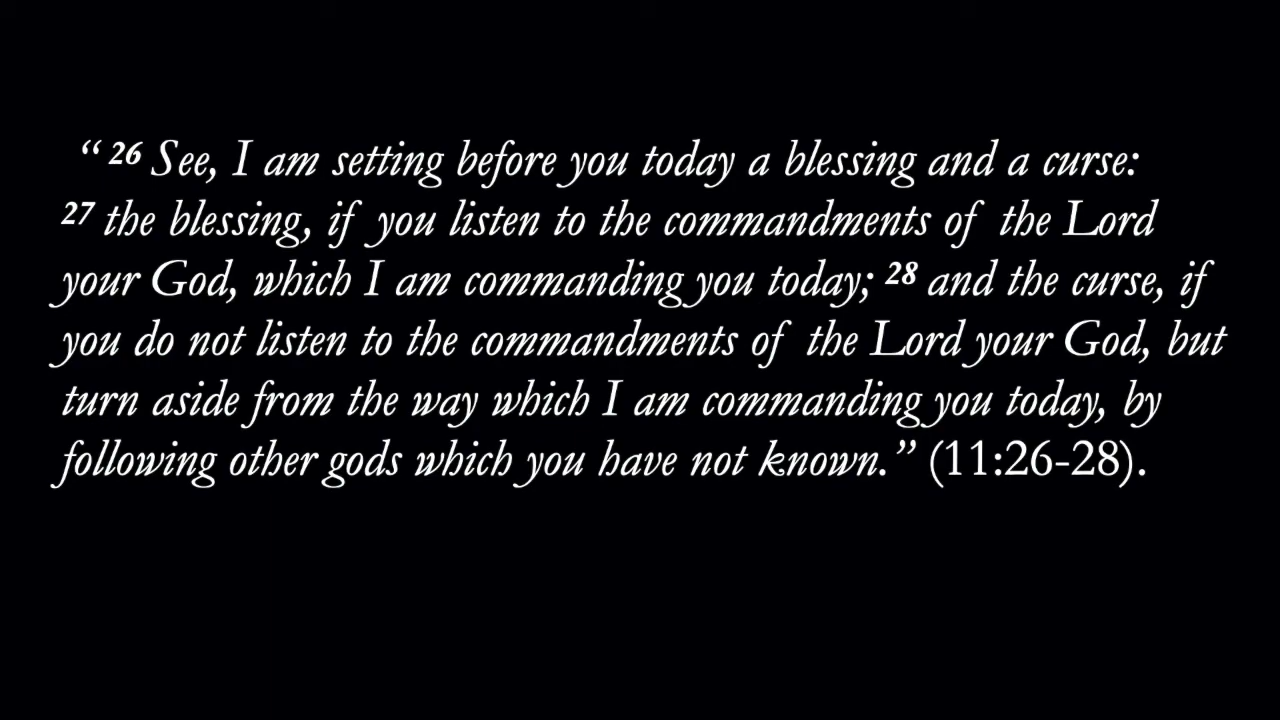 “ 26 See, I am setting before you today a blessing and a curse:
27 the blessing, if you listen to the commandments of the Lord
your God, which I am commanding you today; 28 and the curse, if
you do not listen to the commandments of the Lord your God, but
turn aside from the way which I am commanding you today, by
following other gods which you have not known.” (11:26-28).